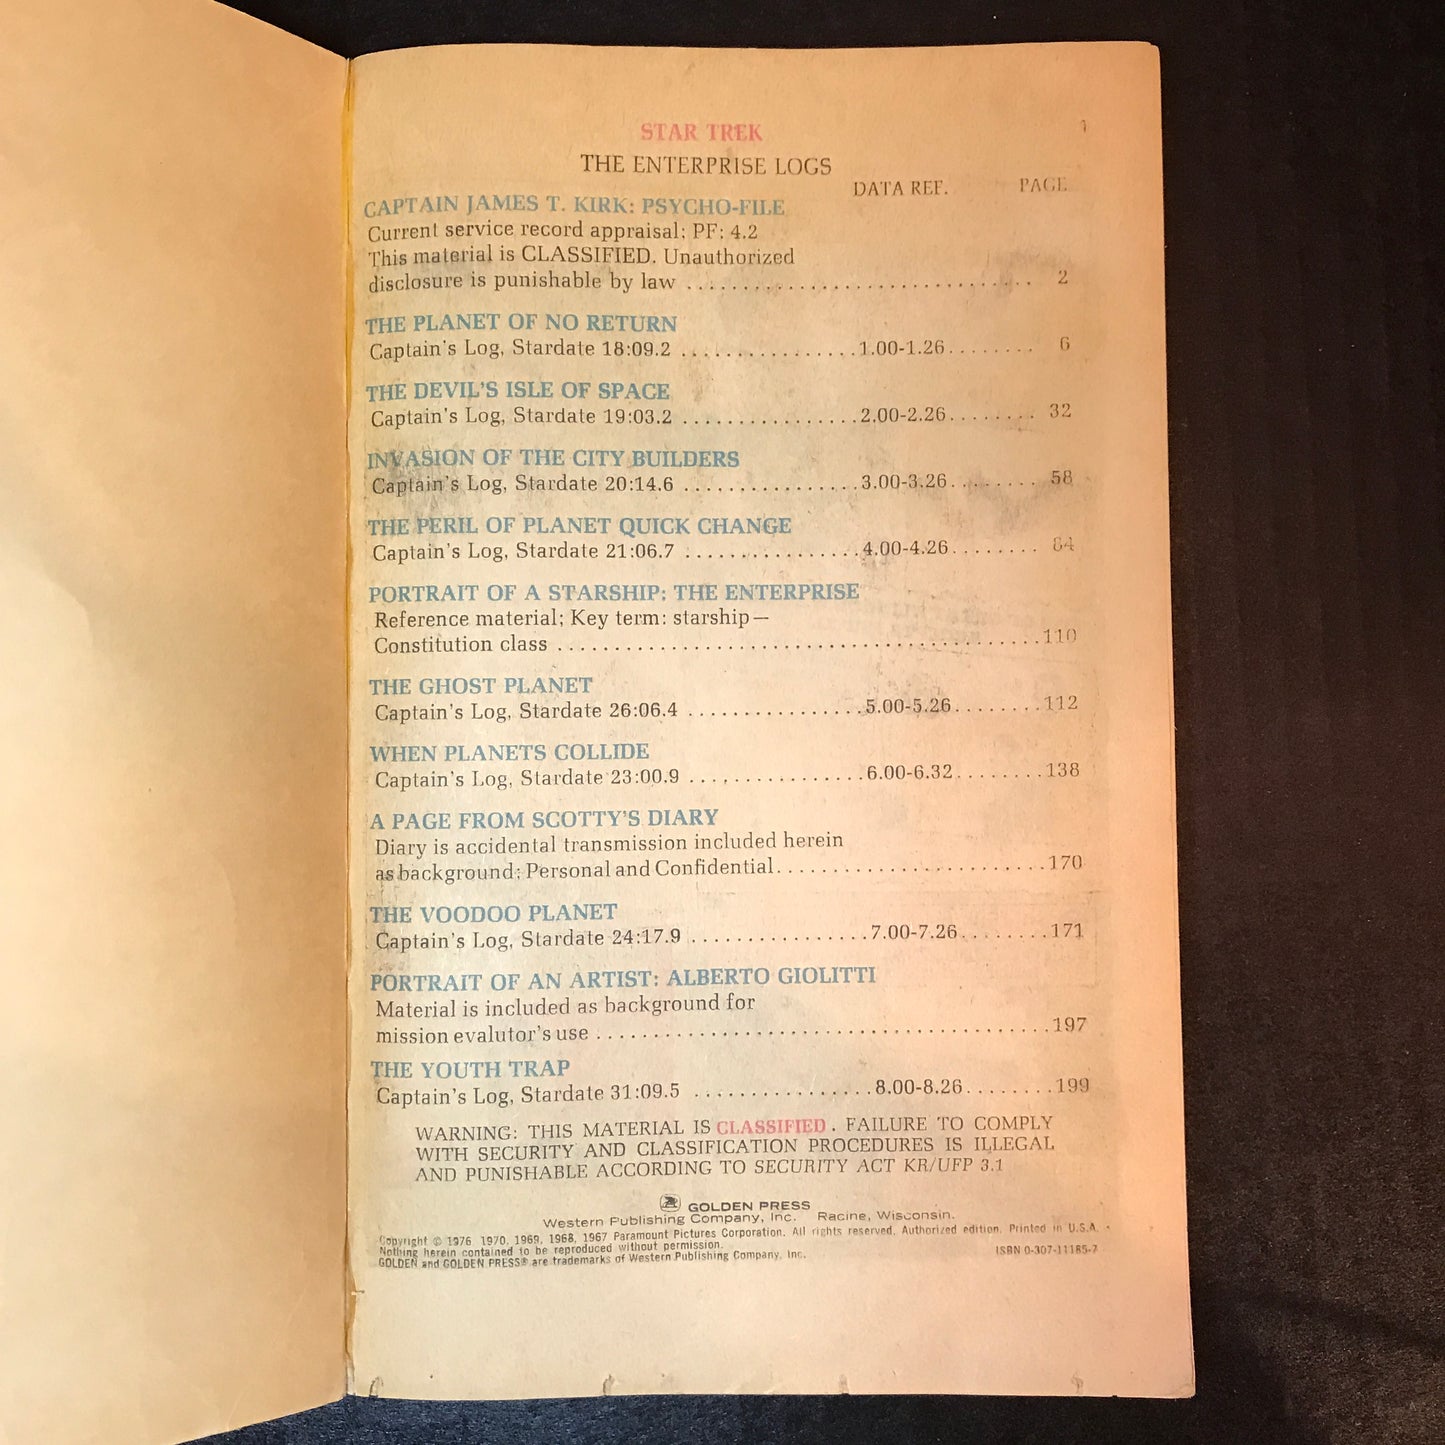 1
STAR TREK
THE ENTERPRISE LOGS
DATA REF. PAGE
CAPTAIN JAMES T. KIRK: PSYCHO-FILE
Current service record appraisal; PF: 4.2
This material is CLASSIFIED. Unauthorized
disclosure is punishable by law .............................. 2
THE PLANET OF NO RETURN
Captain's Log, Stardate 18:09.2 ................1.00-1.26........ 6
THE DEVIL'S ISLE OF SPACE
Captain's Log, Stardate 19:03.2 ................2.00-2.26........ 32
INVASION OF THE CITY BUILDERS
Captain's Log, Stardate 20:14.6 ................3.00-3.26........ 58
THE PERIL OF PLANET QUICK CHANGE
Captain's Log, Stardate 21:06.7 ................4.00-4.26........ 84
PORTRAIT OF A STARSHIP: THE ENTERPRISE
Reference material; Key term: starship—
Constitution class ..........................................110
THE GHOST PLANET
Captain's Log, Stardate 26:06.4 ................5.00-5.26........112
WHEN PLANETS COLLIDE
Captain's Log, Stardate 23:00.9 ................6.00-6.32........138
A PAGE FROM SCOTTY'S DIARY
Diary is accidental transmission included herein
as background; Personal and Confidential........................170
THE VOODOO PLANET
Captain's Log, Stardate 24:17.9 ................7.00-7.26........171
PORTRAIT OF AN ARTIST: ALBERTO GIOLITTI
Material is included as background for
mission evalutor's use ........................................197
THE YOUTH TRAP
Captain's Log, Stardate 31:09.5 ................8.00-8.26........199
WARNING: THIS MATERIAL IS CLASSIFIED. FAILURE TO COMPLY
WITH SECURITY AND CLASSIFICATION PROCEDURES IS ILLEGAL
AND PUNISHABLE ACCORDING TO SECURITY ACT KR/UFP 3.1
GOLDEN PRESS
Western Publishing Company, Inc. Racine, Wisconsin.
Copyright © 1976, 1970, 1969, 1968, 1967 Paramount Pictures Corporation. All rights reserved. Authorized edition. Printed in U.S.A.
Nothing herein contained to be reproduced without permission.
GOLDEN and GOLDEN PRESS® are trademarks of Western Publishing Company, Inc.
ISBN 0-307-11185-7